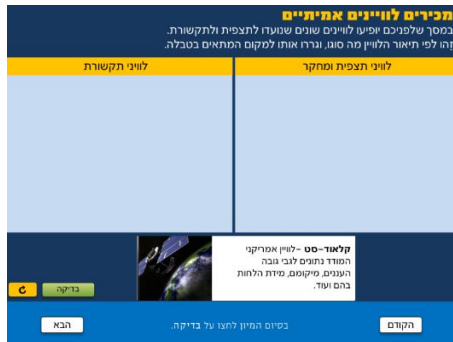 מכירים לוויינים אמיתיים
במסך שלפניכם יופיעו לוויינים שונים שנועדו לתצפית ולתקשורת.
זהו לפי תיאור הלוויין מה סוגו, וגררו אותו למקום המתאים בטבלה.
לוויני תצפית ומחקר
לוויני תקשורת
קלאוד-סט -לוויין אמריקני
המודד נתונים לגבי גובה
העננים, מיקומם, מידת הלחות
בהם ועוד.
בדיקה
הקודם
בסיום המיון לחצו על בדיקה.
הבא